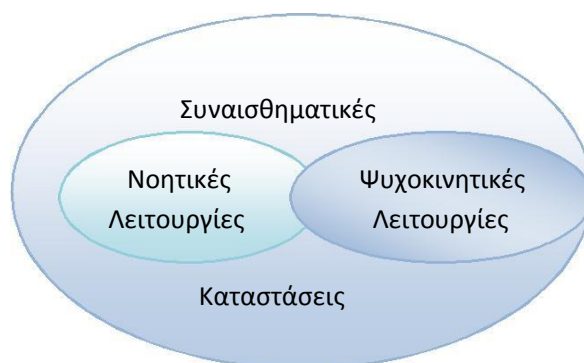 Συναισθηματικές
Νοητικές
Λειτουργίες
Ψυχοκινητικές
Λειτουργίες
Καταστάσεις